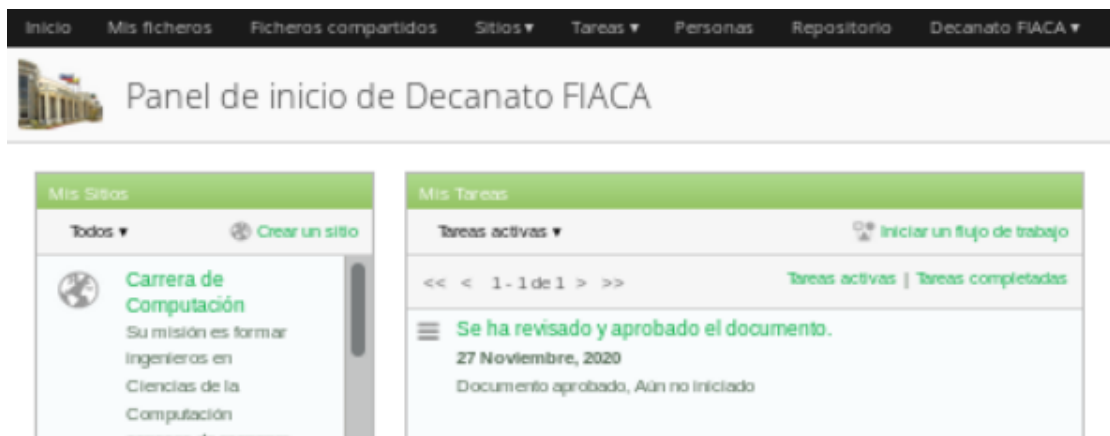 Inicio Mis ficheros Ficheros compartidos Sitios▾ Tareas ▾ Personas Repositorio Decanato FIACA ▾
Panel de inicio de Decanato FIACA
Mis Sitios
Todos ▾ Crear un sitio
Carrera de
Computación
Su misión es formar
ingenieros en
Ciencias de la
Computación
Mis Tareas
Tareas activas ▾ Iniciar un flujo de trabajo
<< < 1 - 1 de 1 > >> Tareas activas | Tareas completadas
Se ha revisado y aprobado el documento.
27 Noviembre, 2020
Documento aprobado, Aún no iniciado